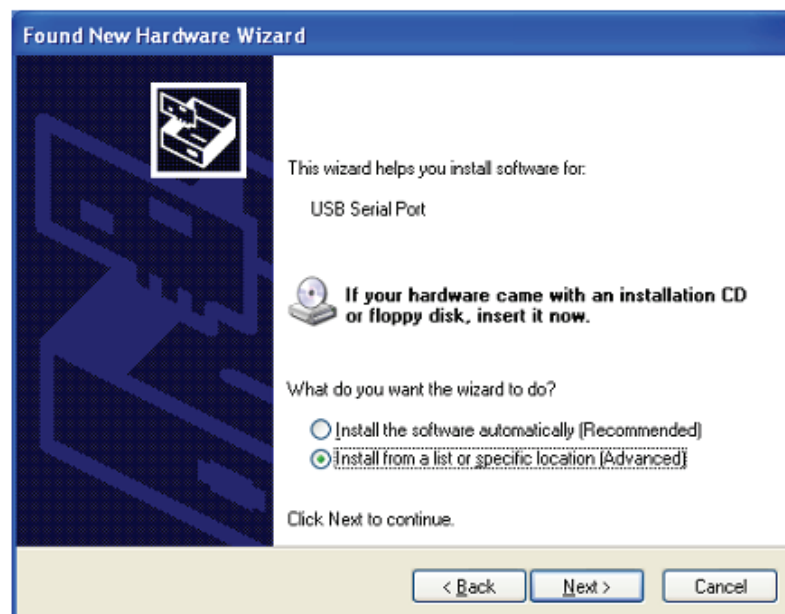 Found New Hardware Wizard
This wizard helps you install software for:
USB Serial Port
If your hardware came with an installation CD
or floppy disk, insert it now.
What do you want the wizard to do?
Install the software automatically (Recommended)
Install from a list or specific location (Advanced)
Click Next to continue.
< Back Next > Cancel